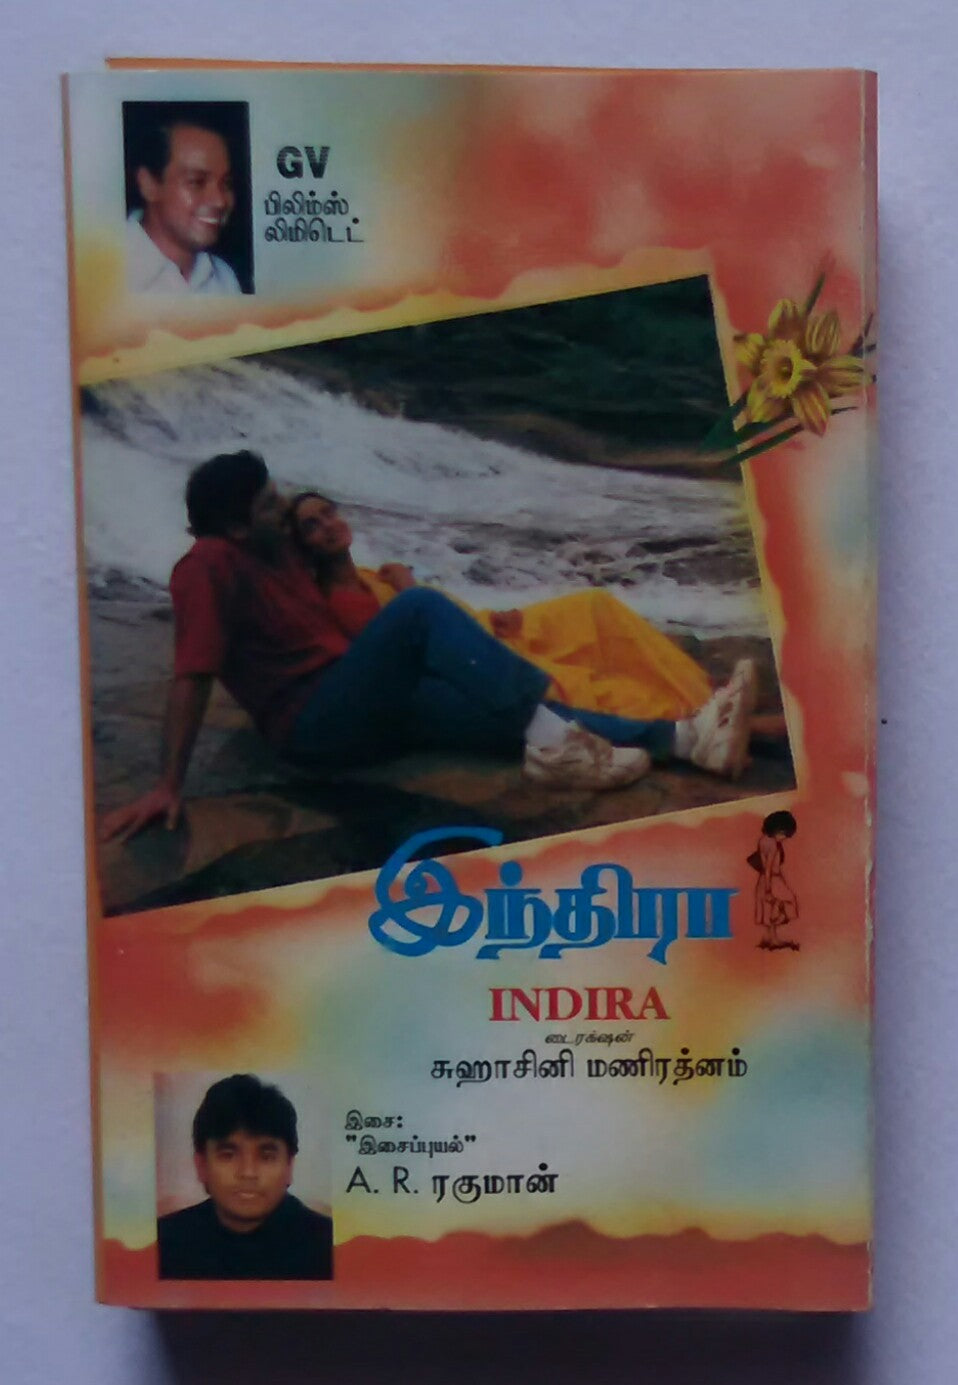 GV
பிலிம்ஸ்
லிமிடெட்
இந்திரா
INDIRA
டைரக்‌ஷன்
சுஹாசினி மணிரத்னம்
இசை:
"இசைப்புயல்"
A. R. ரகுமான்